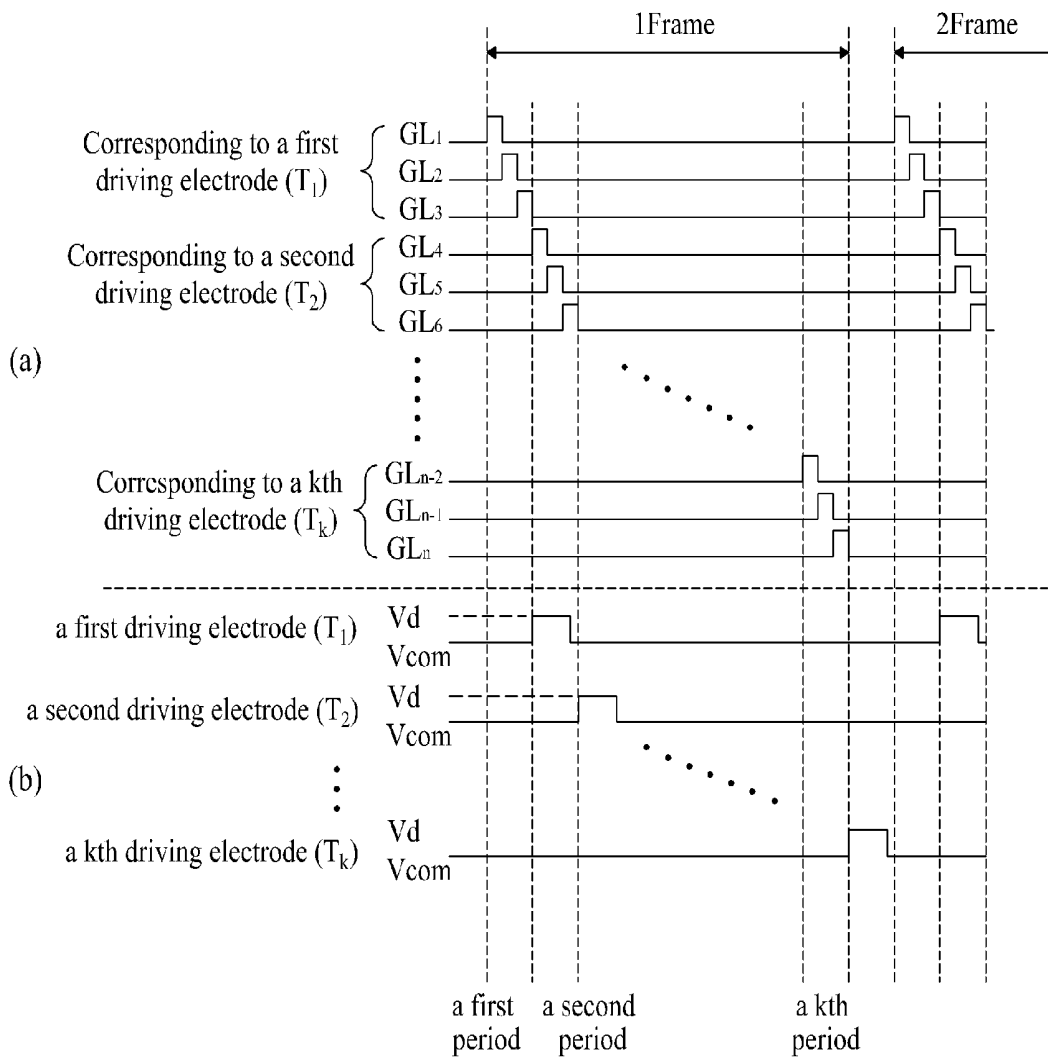 1Frame
2Frame
Corresponding to a first
driving electrode (T1)
GL1
GL2
GL3
Corresponding to a second
driving electrode (T2)
GL4
GL5
GL6
(a)
Corresponding to a kth
driving electrode (Tk)
GLn-2
GLn-1
GLn
a first driving electrode (T1)
Vd
Vcom
a second driving electrode (T2)
Vd
Vcom
(b)
a kth driving electrode (Tk)
Vd
Vcom
a first
period
a second
period
a kth
period